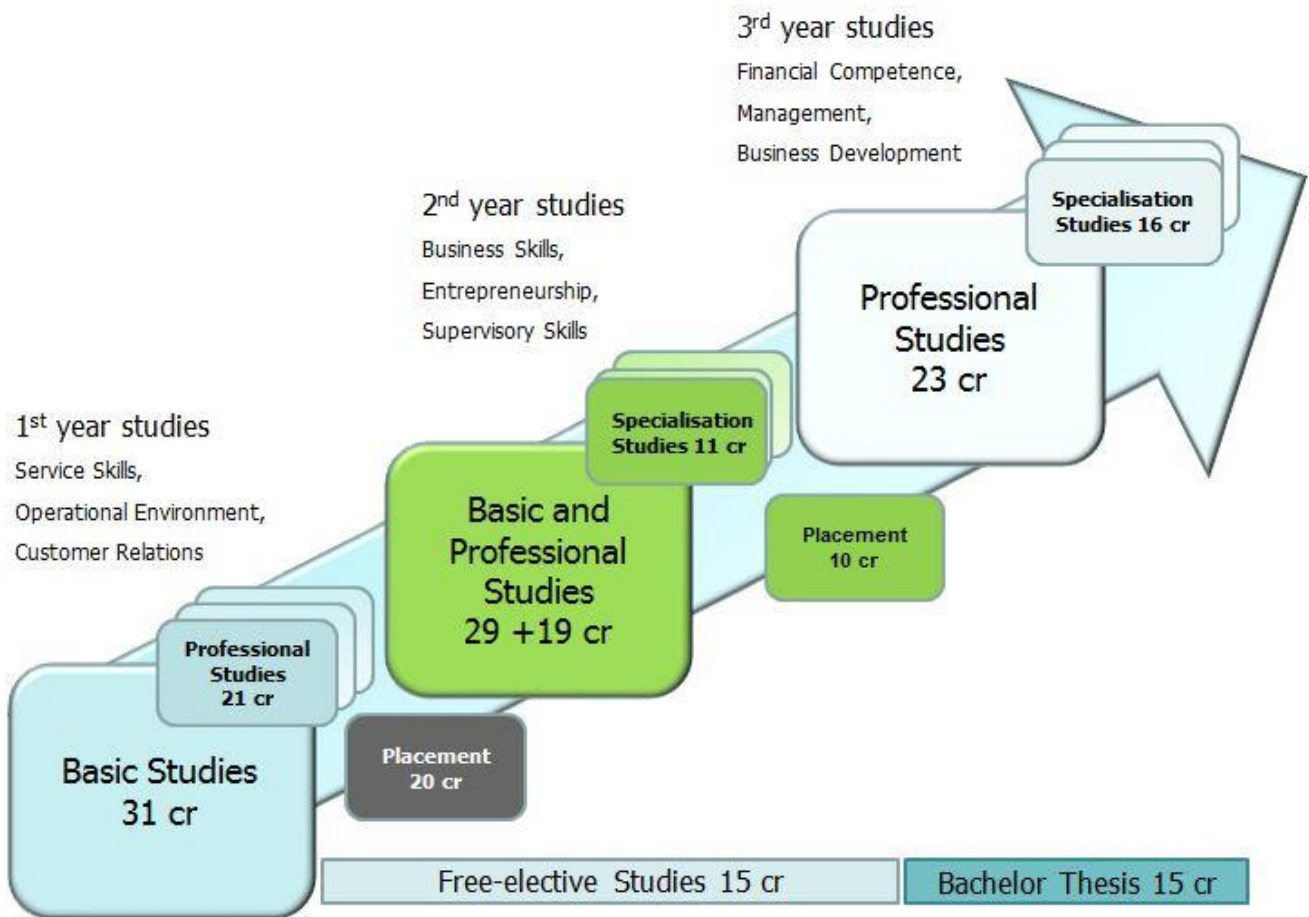 3rd year studies
Financial Competence,
Management,
Business Development
Specialisation
Studies 16 cr
2nd year studies
Business Skills,
Entrepreneurship,
Supervisory Skills
Professional
Studies
23 cr
1st year studies
Service Skills,
Operational Environment,
Customer Relations
Specialisation
Studies 11 cr
Basic and
Professional
Studies
29 +19 cr
Placement
10 cr
Professional
Studies
21 cr
Basic Studies
31 cr
Placement
20 cr
Free-elective Studies 15 cr
Bachelor Thesis 15 cr